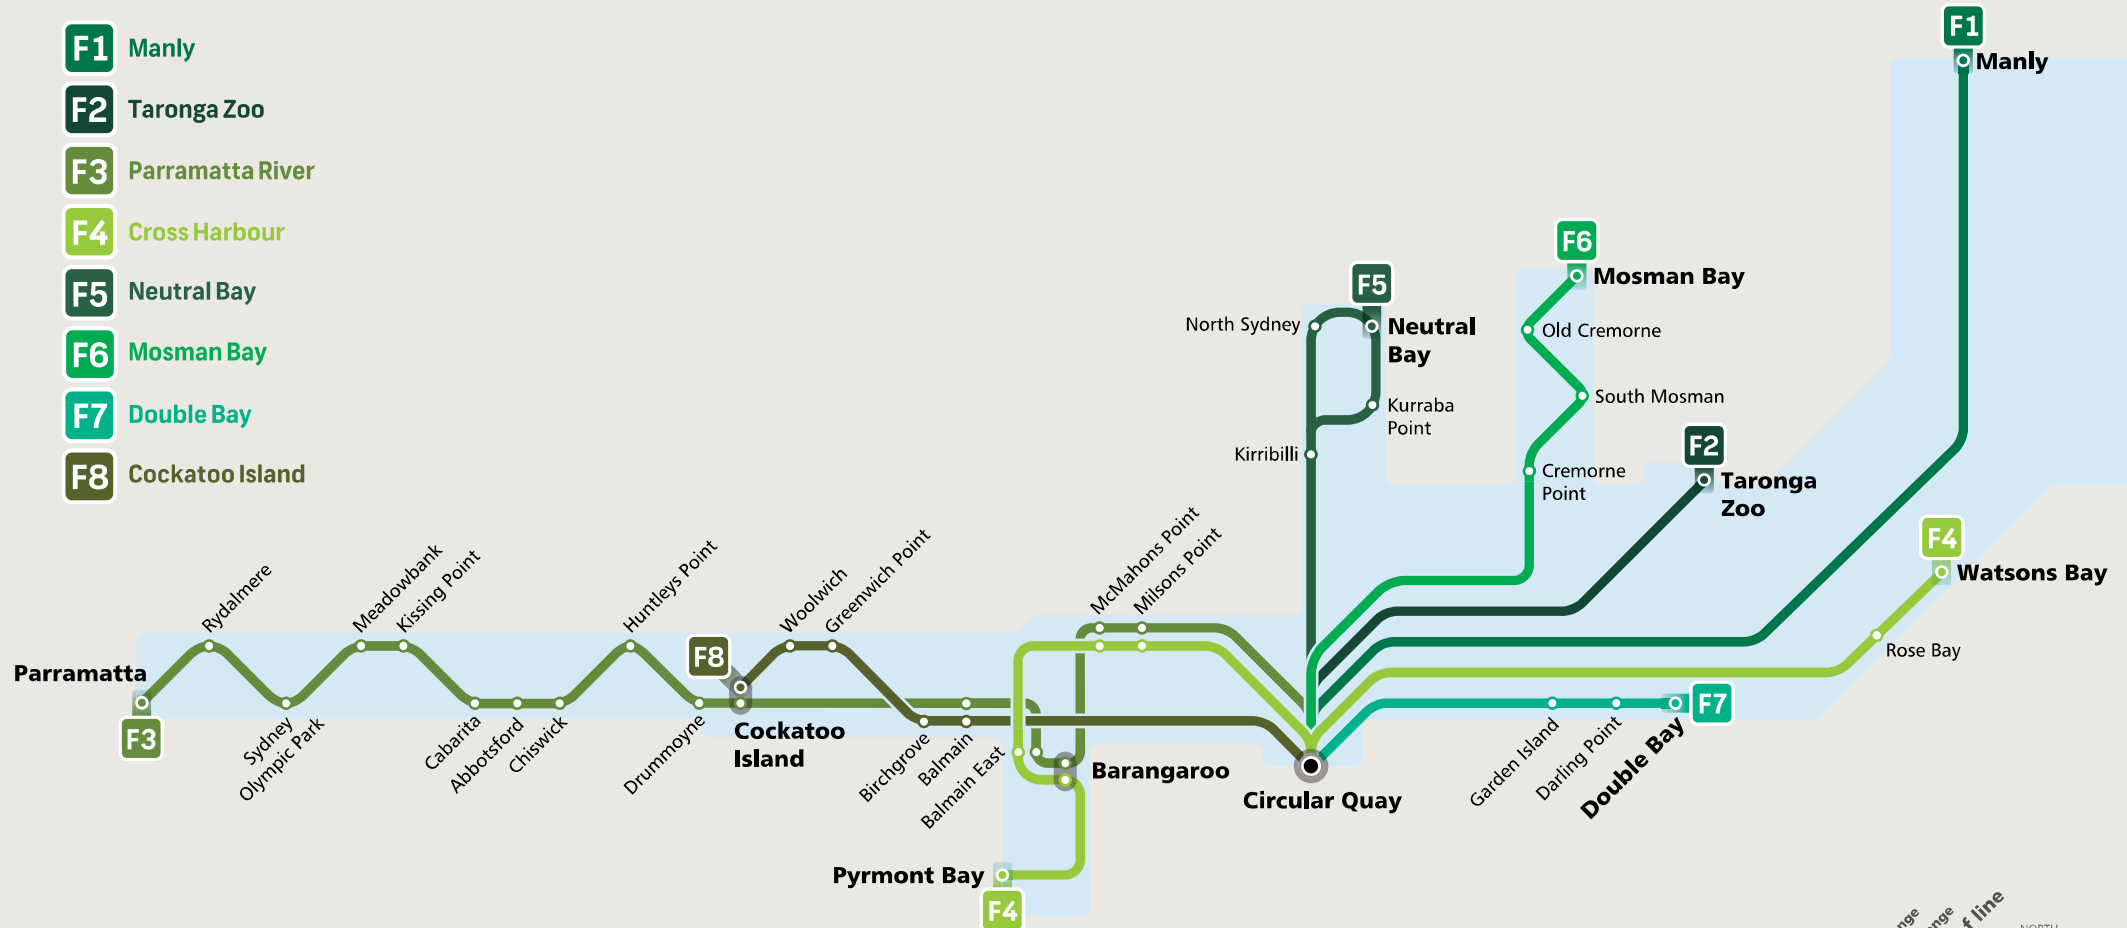 F1 Manly
F2 Taronga Zoo
F3 Parramatta River
F4 Cross Harbour
F5 Neutral Bay
F6 Mosman Bay
F7 Double Bay
F8 Cockatoo Island
F1
Manly
F6
Mosman Bay
F5
North Sydney
Neutral
Bay
Old Cremorne
South Mosman
Kurraba
Point
Kirribilli
F2
Cremorne
Point
Taronga
Zoo
F4
Watsons Bay
Rose Bay
Parramatta
F3
Rydalmere
Sydney
Olympic Park
Meadowbank
Kissing Point
Cabarita
Abbotsford
Chiswick
Huntleys Point
Drummoyne
F8
Cockatoo
Island
Woolwich
Greenwich Point
Birchgrove
Balmain
Balmain East
McMahons Point
Milsons Point
Barangaroo
Circular Quay
Garden Island
Darling Point
Double Bay
F7
Pyrmont Bay
F4
line
NORTH